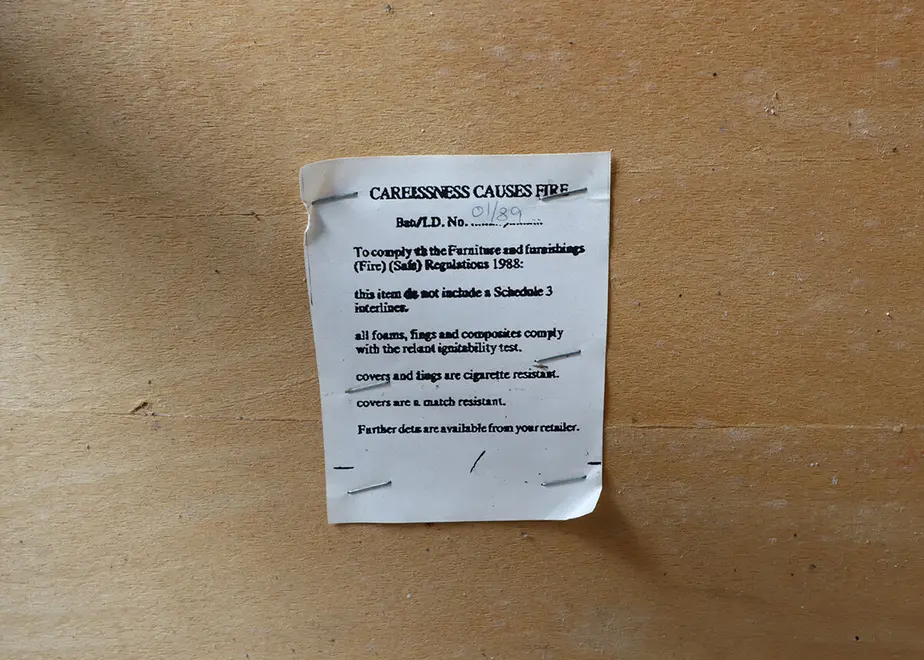 CARELSSNESS CAUSES FIRE
Bat/I.D. No. 01/89
To comply th the Furniture and furnishings
(Fire) (Safe) Regulations 1988:
this item do not include a Schedule 3
interliner.
all foams, fings and composites comply
with the relant ignitability test.
covers and fings are cigarette resistant.
covers are a match resistant.
Further dets are available from your retailer.